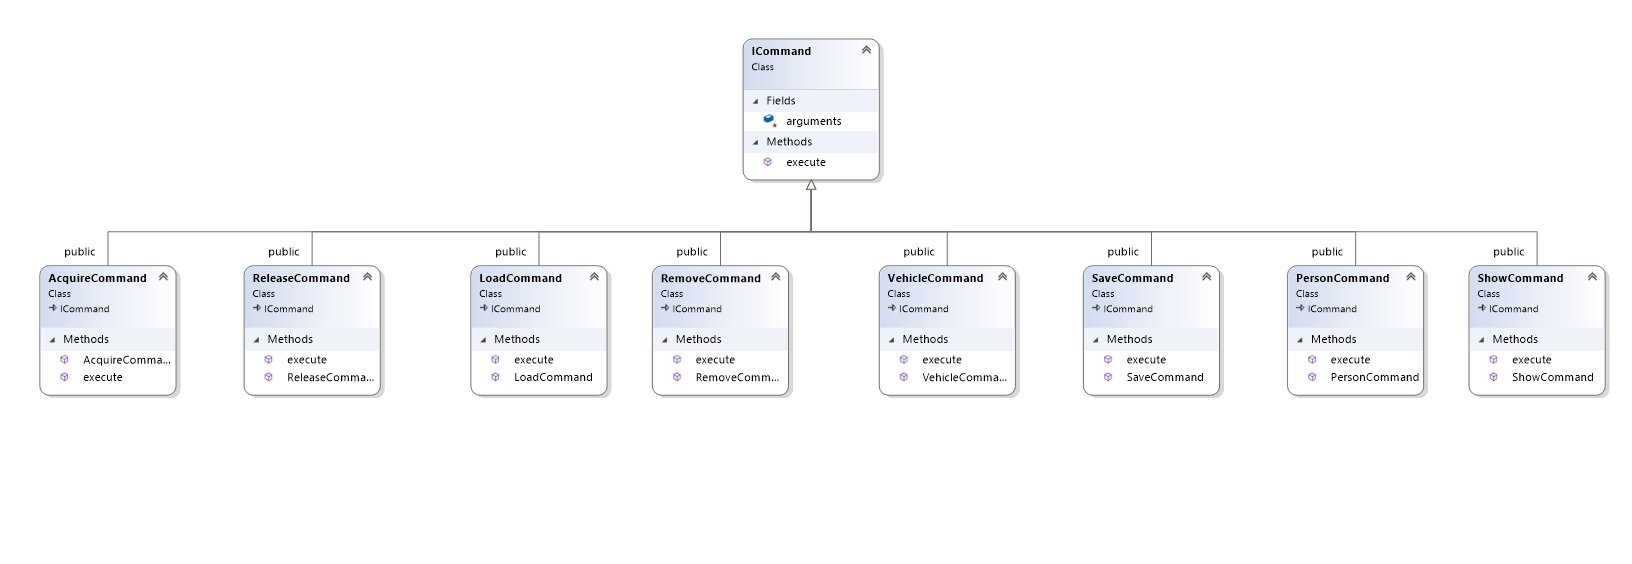 ICommand
Class
Fields
arguments
Methods
execute
public
AcquireCommand
Class
ICommand
Methods
AcquireComma...
execute
public
ReleaseCommand
Class
ICommand
Methods
execute
ReleaseComma...
public
LoadCommand
Class
ICommand
Methods
execute
LoadCommand
public
RemoveCommand
Class
ICommand
Methods
execute
RemoveComm...
public
VehicleCommand
Class
ICommand
Methods
execute
VehicleComma...
public
SaveCommand
Class
ICommand
Methods
execute
SaveCommand
public
PersonCommand
Class
ICommand
Methods
execute
PersonCommand
public
ShowCommand
Class
ICommand
Methods
execute
ShowCommand